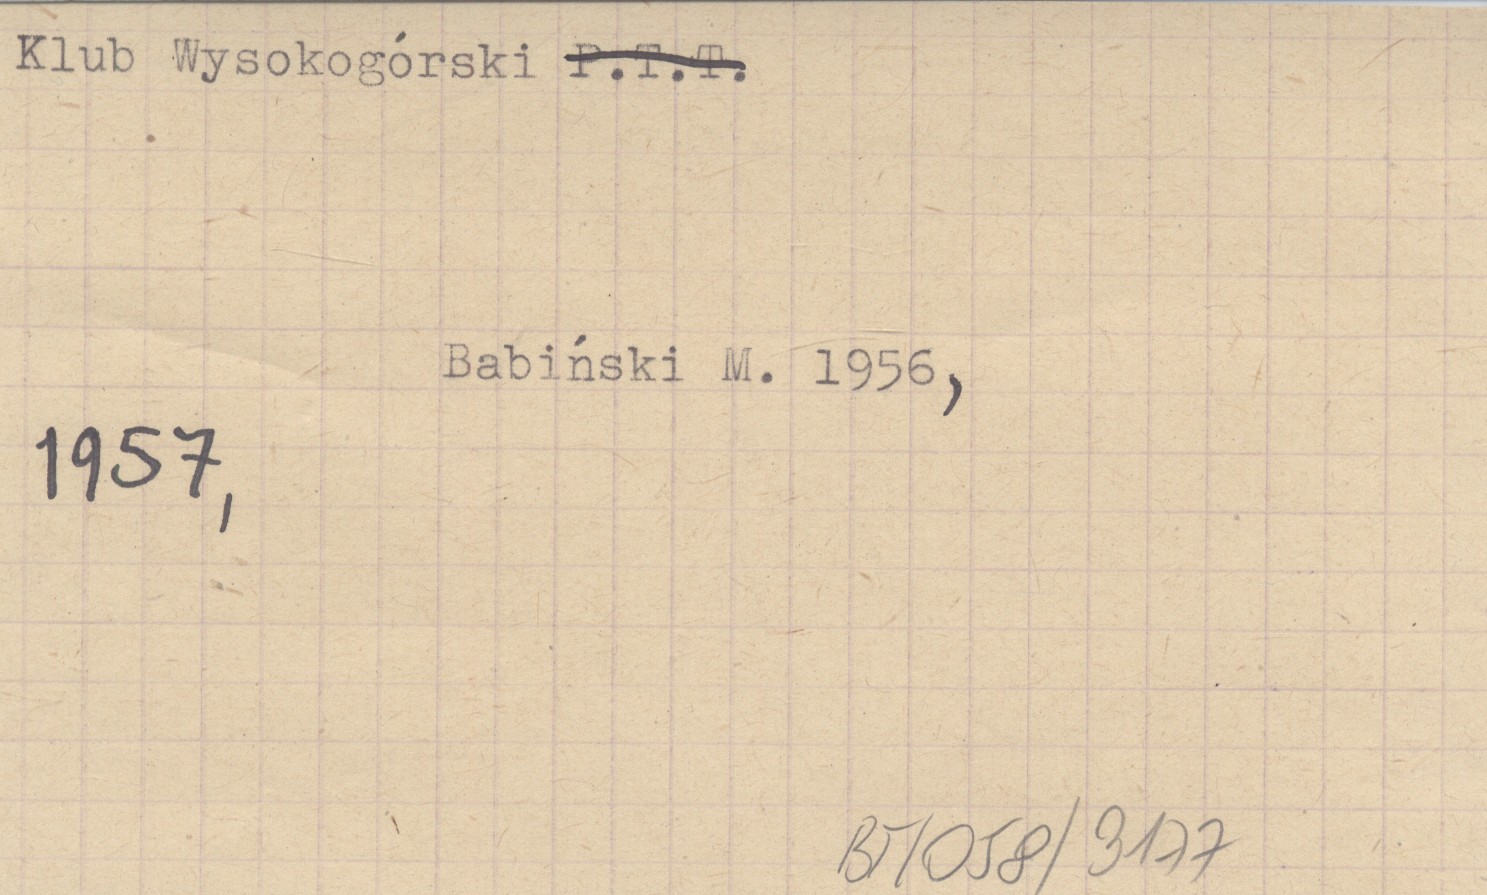 Klub Wysokogórski P.T.T.
Babiński M. 1956,
1957,
BT/058/3177